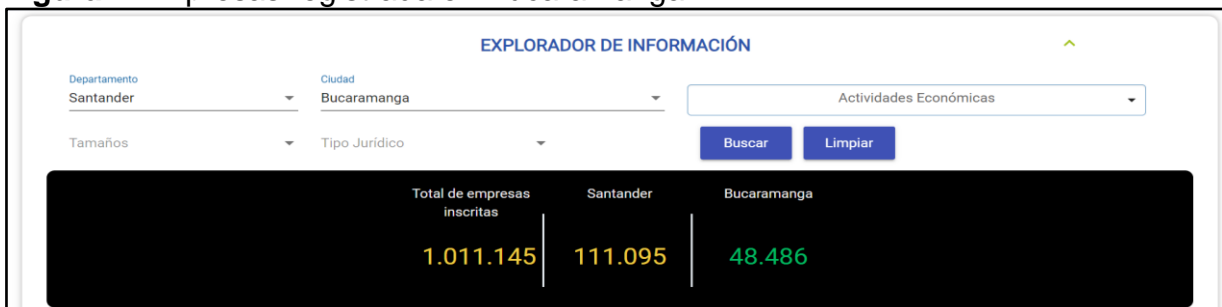 EXPLORADOR DE INFORMACIÓN
Departamento
Santander
Ciudad
Bucaramanga
Actividades Económicas
Tamaños
Tipo Jurídico
Buscar
Limpiar
Total de empresas
inscritas
Santander
Bucaramanga
1.011.145
111.095
48.486